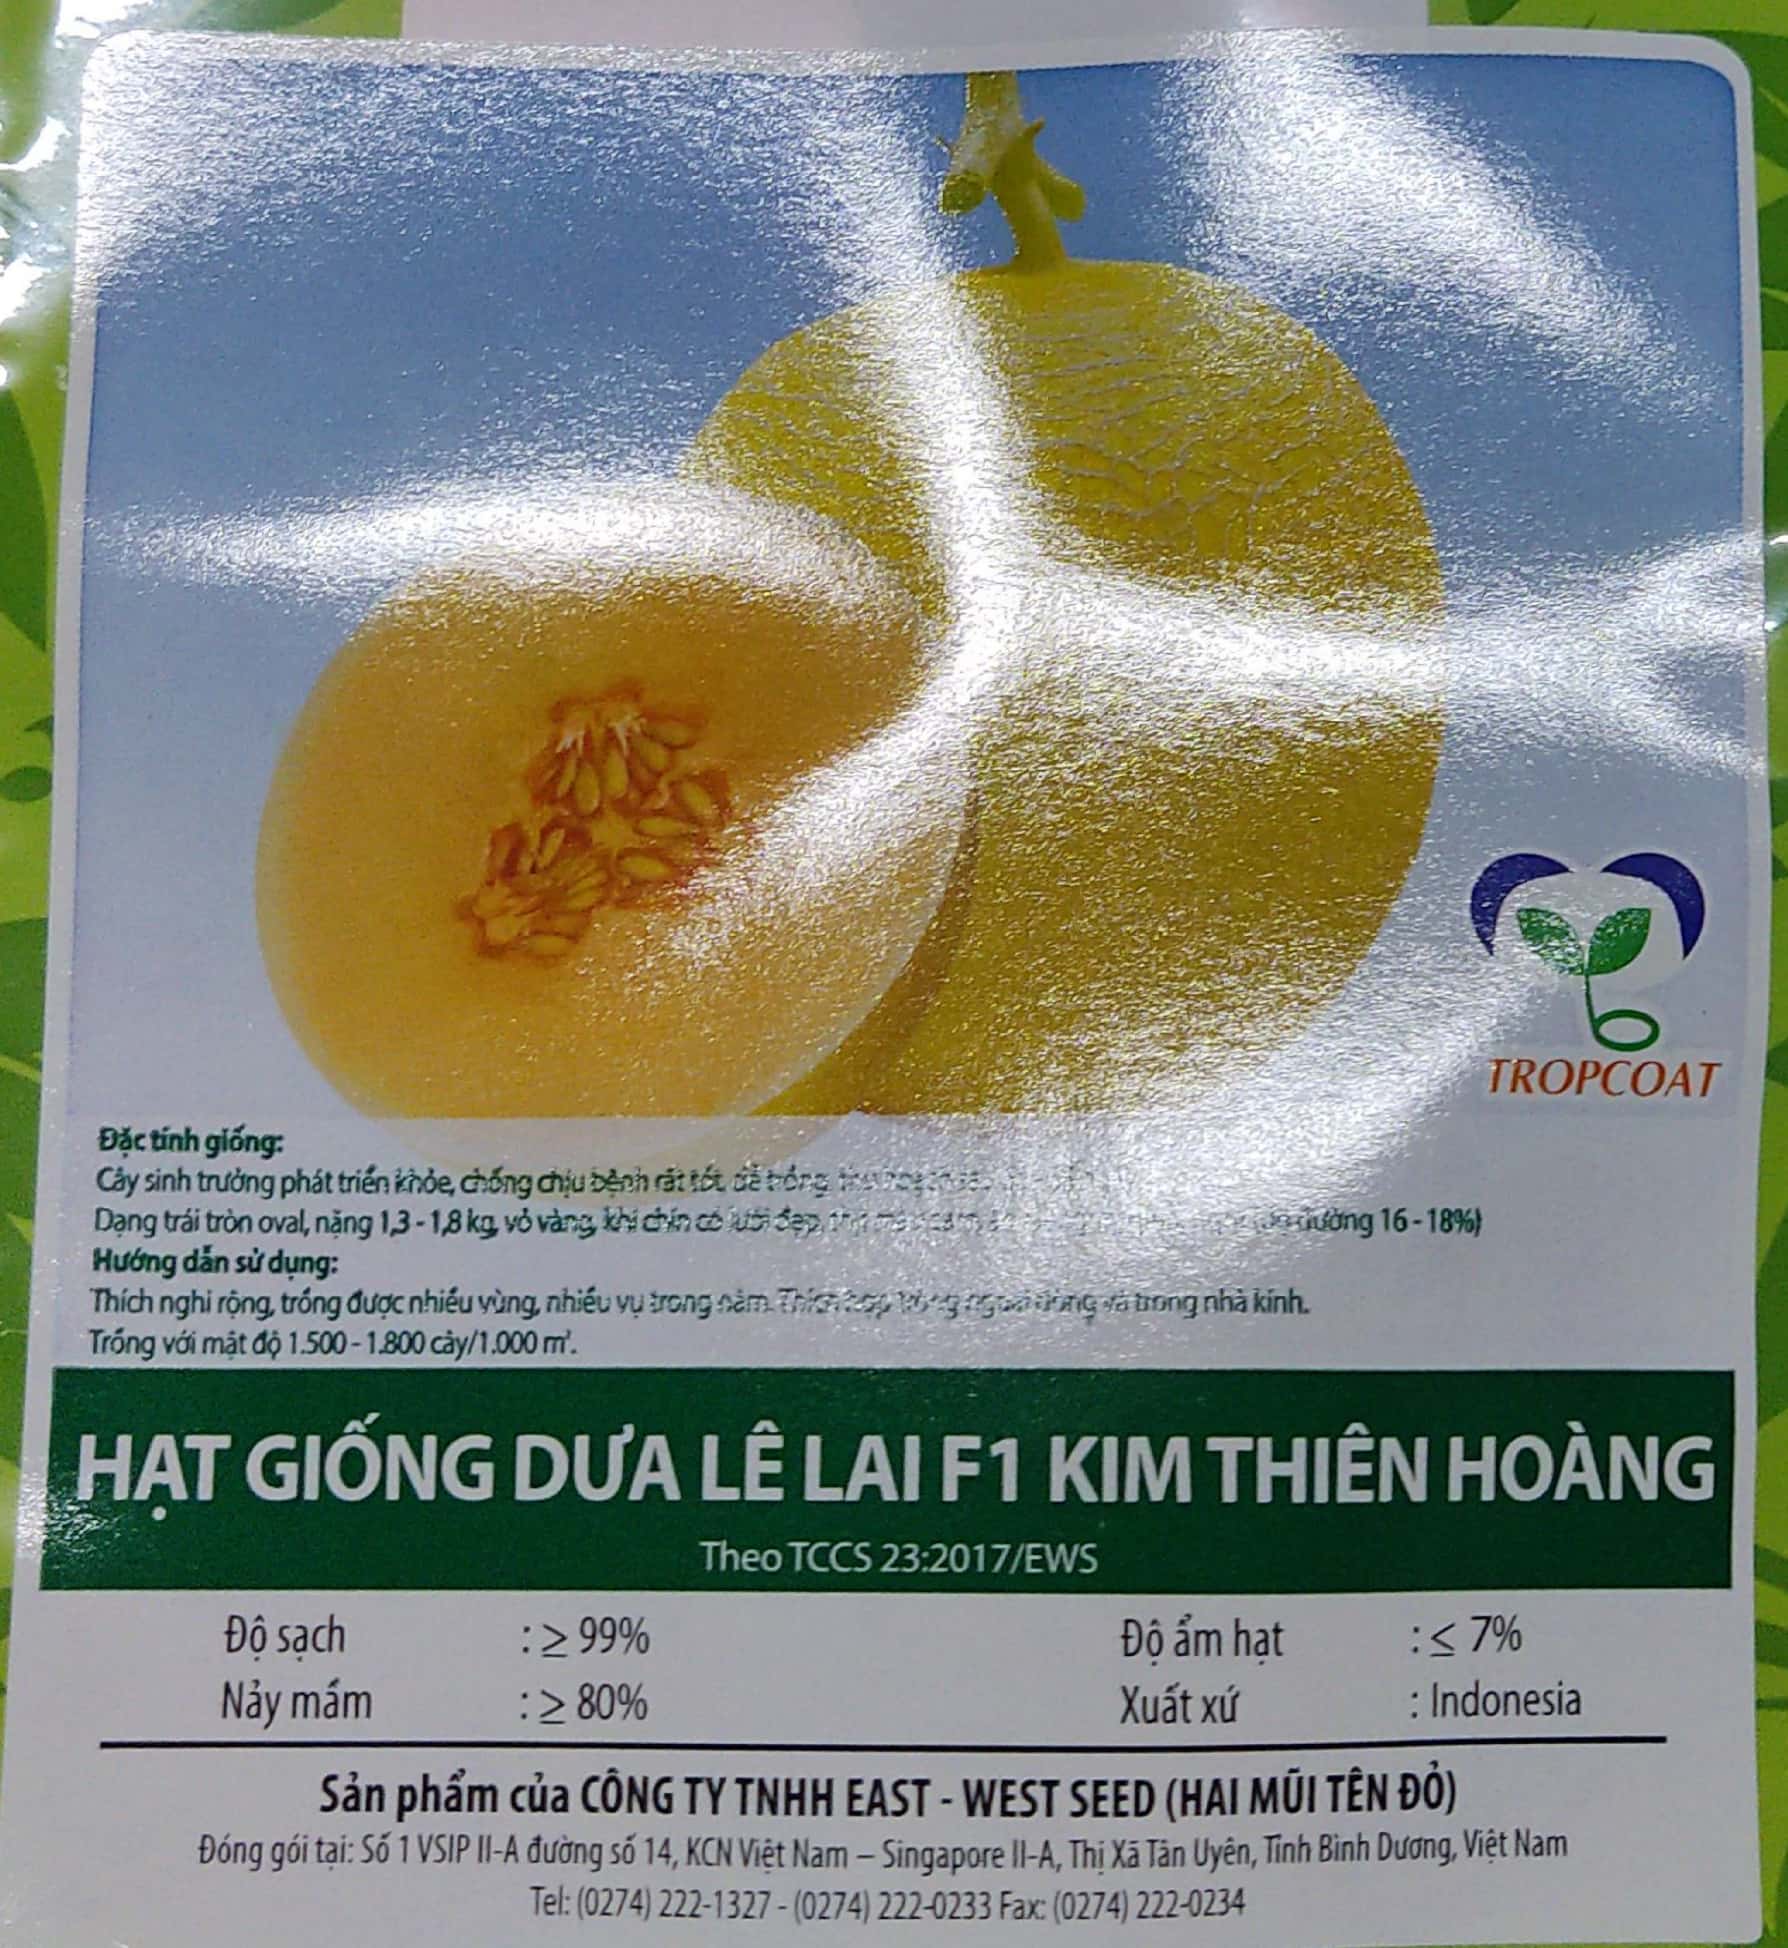 TROPCOAT
Đặc tính giống:
Cây sinh trưởng phát triển khỏe, chống chịu bệnh rất tốt, dễ trồng,
Dạng trái tròn oval, nặng 1,3 - 1,8 kg, vỏ vàng, khi chín có lưới đẹp, đường 16 - 18%)
Hướng dẫn sử dụng:
Thích nghi rộng, trồng được nhiều vùng, nhiều vụ trong năm. Thích hợp trồng ngoài đồng và trong nhà kính.
Trồng với mật độ 1.500 - 1.800 cây/1.000 m².
HẠT GIỐNG DƯA LÊ LAI F1 KIM THIÊN HOÀNG
Theo TCCS 23:2017/EWS
Độ sạch : ≥ 99% Độ ẩm hạt : ≤ 7%
Nảy mầm : ≥ 80% Xuất xứ : Indonesia
Sản phẩm của CÔNG TY TNHH EAST - WEST SEED (HAI MŨI TÊN ĐỎ)
Đóng gói tại: Số 1 VSIP II-A đường số 14, KCN Việt Nam – Singapore II-A, Thị Xã Tân Uyên, Tỉnh Bình Dương, Việt Nam
Tel: (0274) 222-1327 - (0274) 222-0233 Fax: (0274) 222-0234